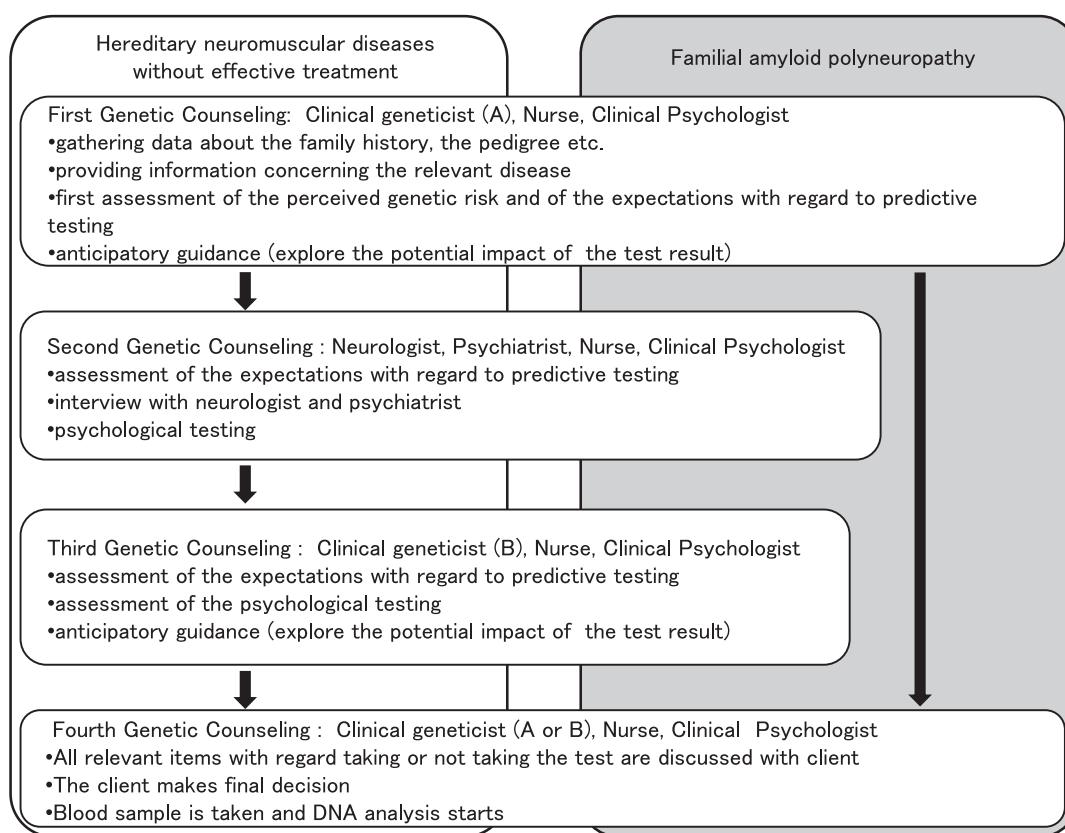 Hereditary neuromuscular diseases
without effective treatment
Familial amyloid polyneuropathy
First Genetic Counseling: Clinical geneticist (A), Nurse, Clinical Psychologist
•gathering data about the family history, the pedigree etc.
•providing information concerning the relevant disease
•first assessment of the perceived genetic risk and of the expectations with regard to predictive
testing
•anticipatory guidance (explore the potential impact of the test result)
Second Genetic Counseling : Neurologist, Psychiatrist, Nurse, Clinical Psychologist
•assessment of the expectations with regard to predictive testing
•interview with neurologist and psychiatrist
•psychological testing
Third Genetic Counseling : Clinical geneticist (B), Nurse, Clinical Psychologist
•assessment of the expectations with regard to predictive testing
•assessment of the psychological testing
•anticipatory guidance (explore the potential impact of the test result)
Fourth Genetic Counseling : Clinical geneticist (A or B), Nurse, Clinical Psychologist
•All relevant items with regard taking or not taking the test are discussed with client
•The client makes final decision
•Blood sample is taken and DNA analysis starts